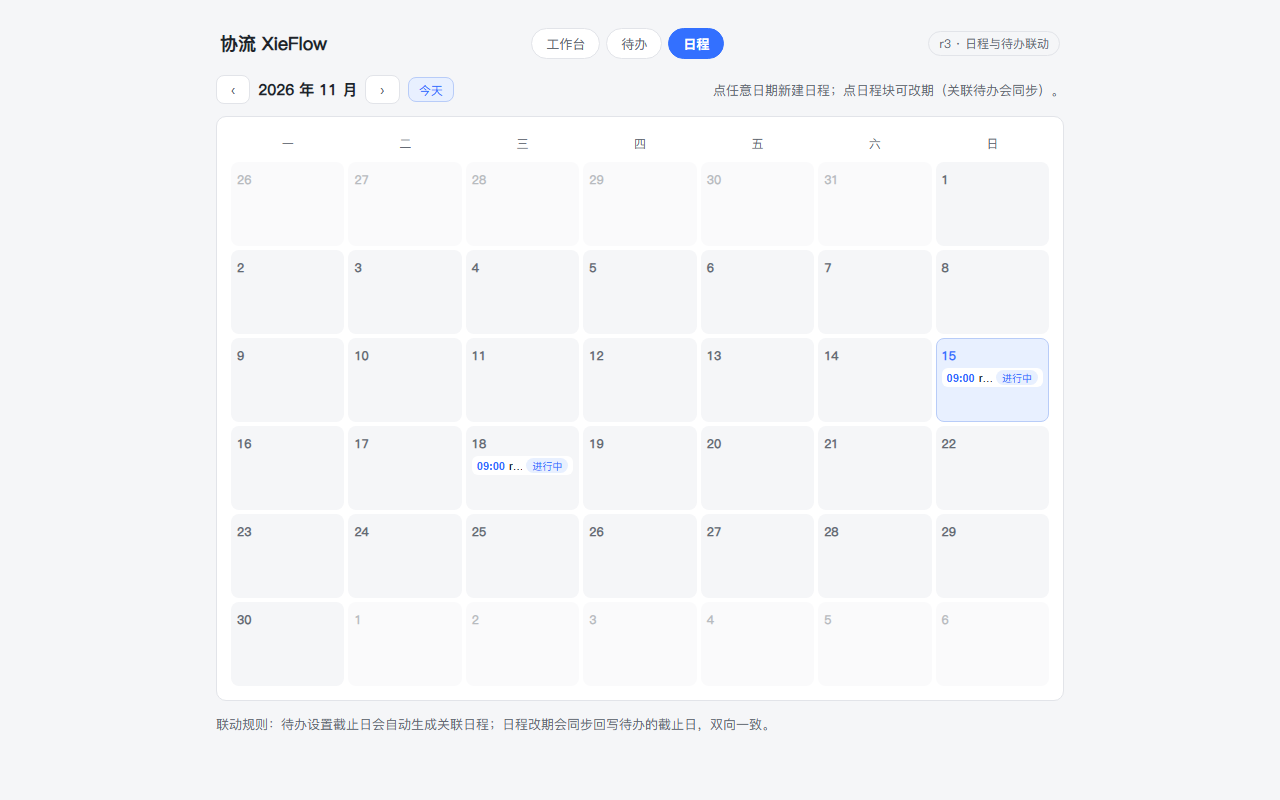 协流 XieFlow 工作台 待办 日程 r3 · 日程与待办联动
‹ 2026 年 11 月 › 今天 点任意日期新建日程；点日程块可改期（关联待办会同步）。
一 二 三 四 五 六 日
26 27 28 29 30 31 1
2 3 4 5 6 7 8
9 10 11 12 13 14 15
09:00 r... 进行中
16 17 18 19 20 21 22
09:00 r... 进行中
23 24 25 26 27 28 29
30 1 2 3 4 5 6
联动规则：待办设置截止日会自动生成关联日程；日程改期会同步回写待办的截止日，双向一致。